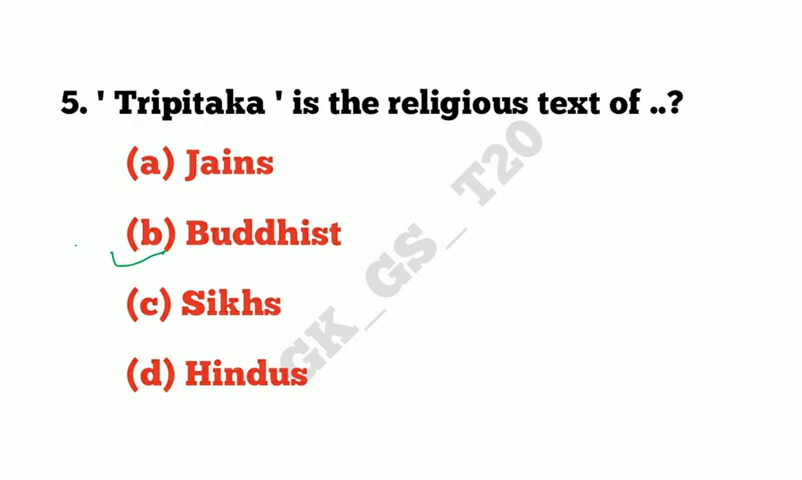 5. ' Tripitaka ' is the religious text of ..?
(a) Jains
(b) Buddhist
(c) Sikhs
(d) Hindus
GK_GS_T20